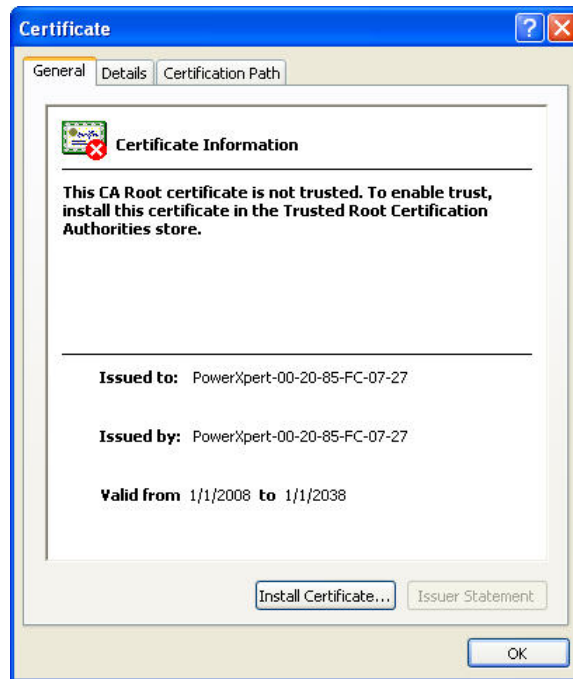 Certificate
General Details Certification Path
Certificate Information
This CA Root certificate is not trusted. To enable trust,
install this certificate in the Trusted Root Certification
Authorities store.
Issued to: PowerXpert-00-20-85-FC-07-27
Issued by: PowerXpert-00-20-85-FC-07-27
Valid from 1/1/2008 to 1/1/2038
Install Certificate... Issuer Statement
OK